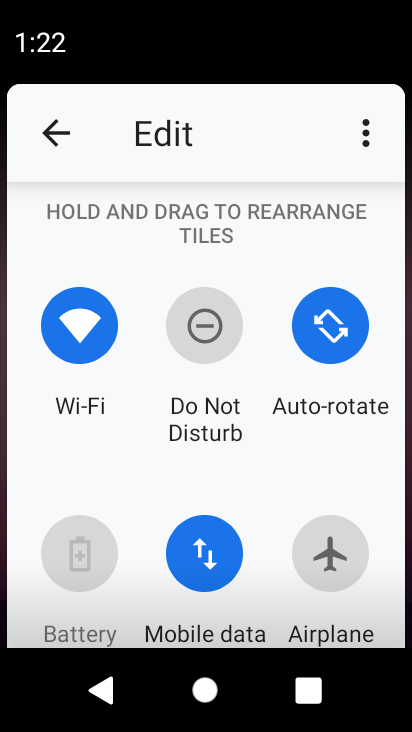 1:22
Edit
HOLD AND DRAG TO REARRANGE
TILES
Wi-Fi
Do Not
Disturb
Auto-rotate
Battery
Mobile data
Airplane